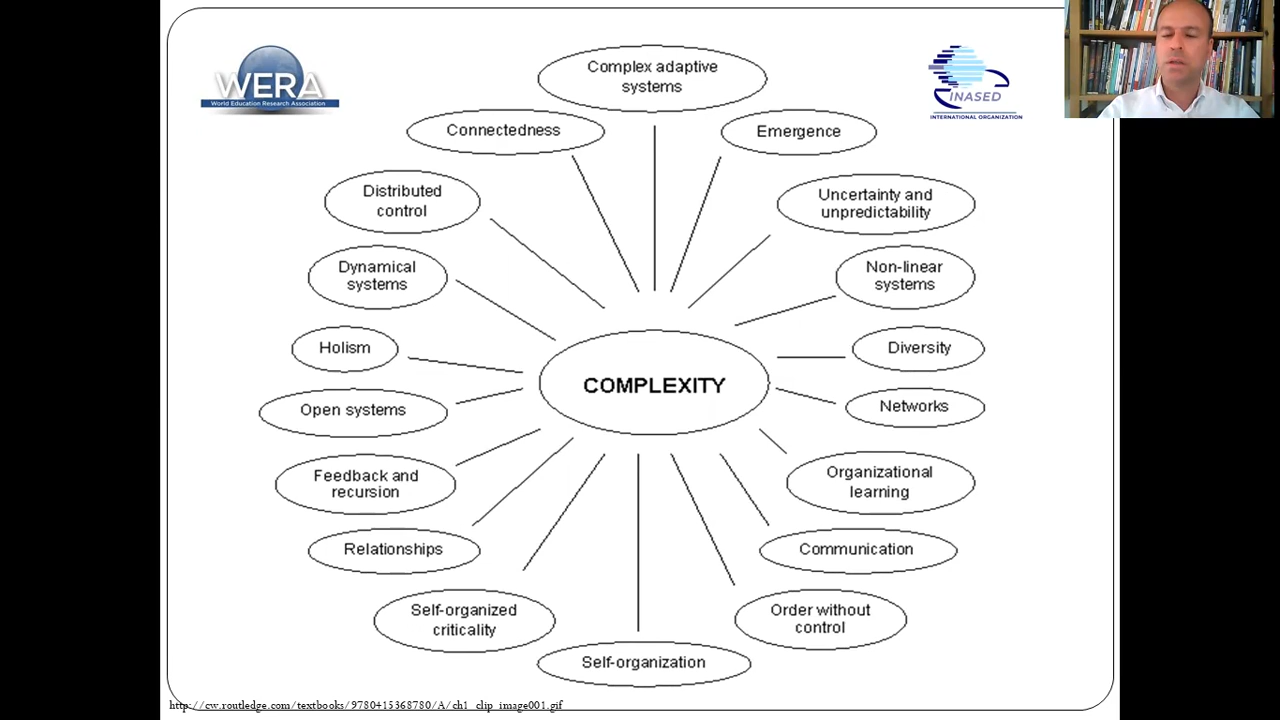 WERA
World Education Research Association
INASED
INTERNATIONAL ORGANIZATION
Complex adaptive
systems
Connectedness
Emergence
Distributed
control
Uncertainty and
unpredictability
Dynamical
systems
Non-linear
systems
Holism
Diversity
Open systems
Networks
COMPLEXITY
Feedback and
recursion
Organizational
learning
Relationships
Communication
Self-organized
criticality
Order without
control
Self-organization
http://cw.routledge.com/textbooks/9780415368780/A/ch1_clip_image001.gif